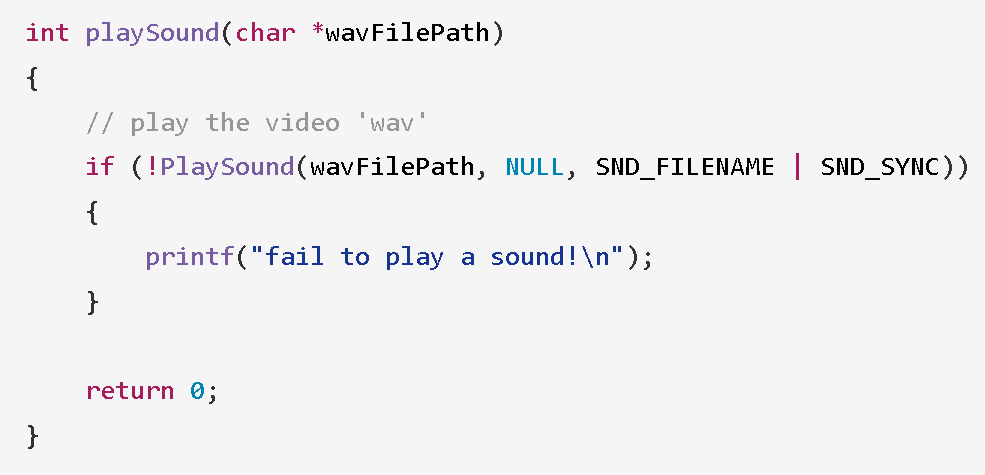 int playSound(char *wavFilePath)
{
    // play the video 'wav'
    if (!PlaySound(wavFilePath, NULL, SND_FILENAME | SND_SYNC))
    {
        printf("fail to play a sound!\n");
    }

    return 0;
}